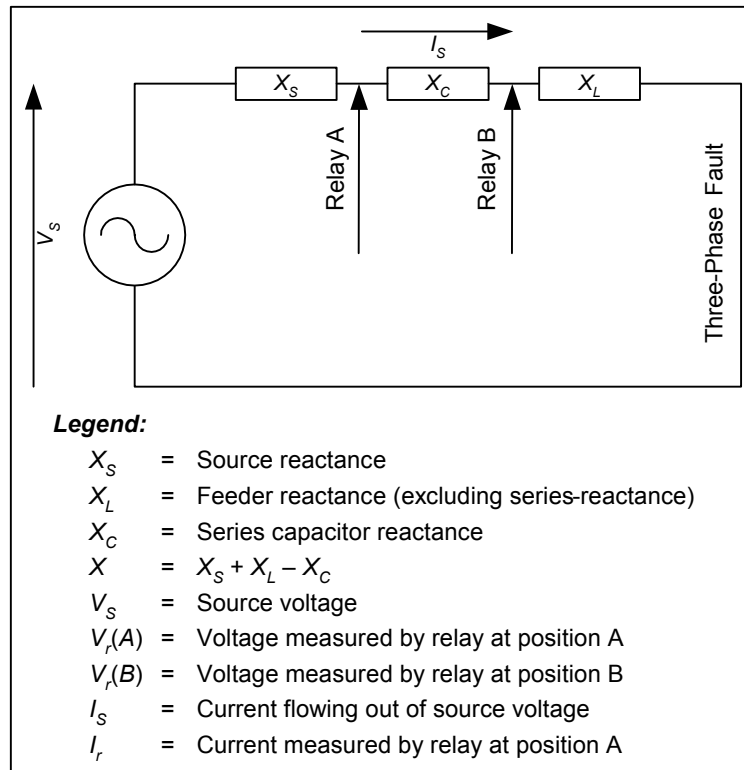 I_S
X_S X_C X_L
Relay A
Relay B
V_S
Three-Phase Fault
Legend:
X_S = Source reactance
X_L = Feeder reactance (excluding series-reactance)
X_C = Series capacitor reactance
X = X_S + X_L – X_C
V_S = Source voltage
V_r(A) = Voltage measured by relay at position A
V_r(B) = Voltage measured by relay at position B
I_S = Current flowing out of source voltage
I_r = Current measured by relay at position A